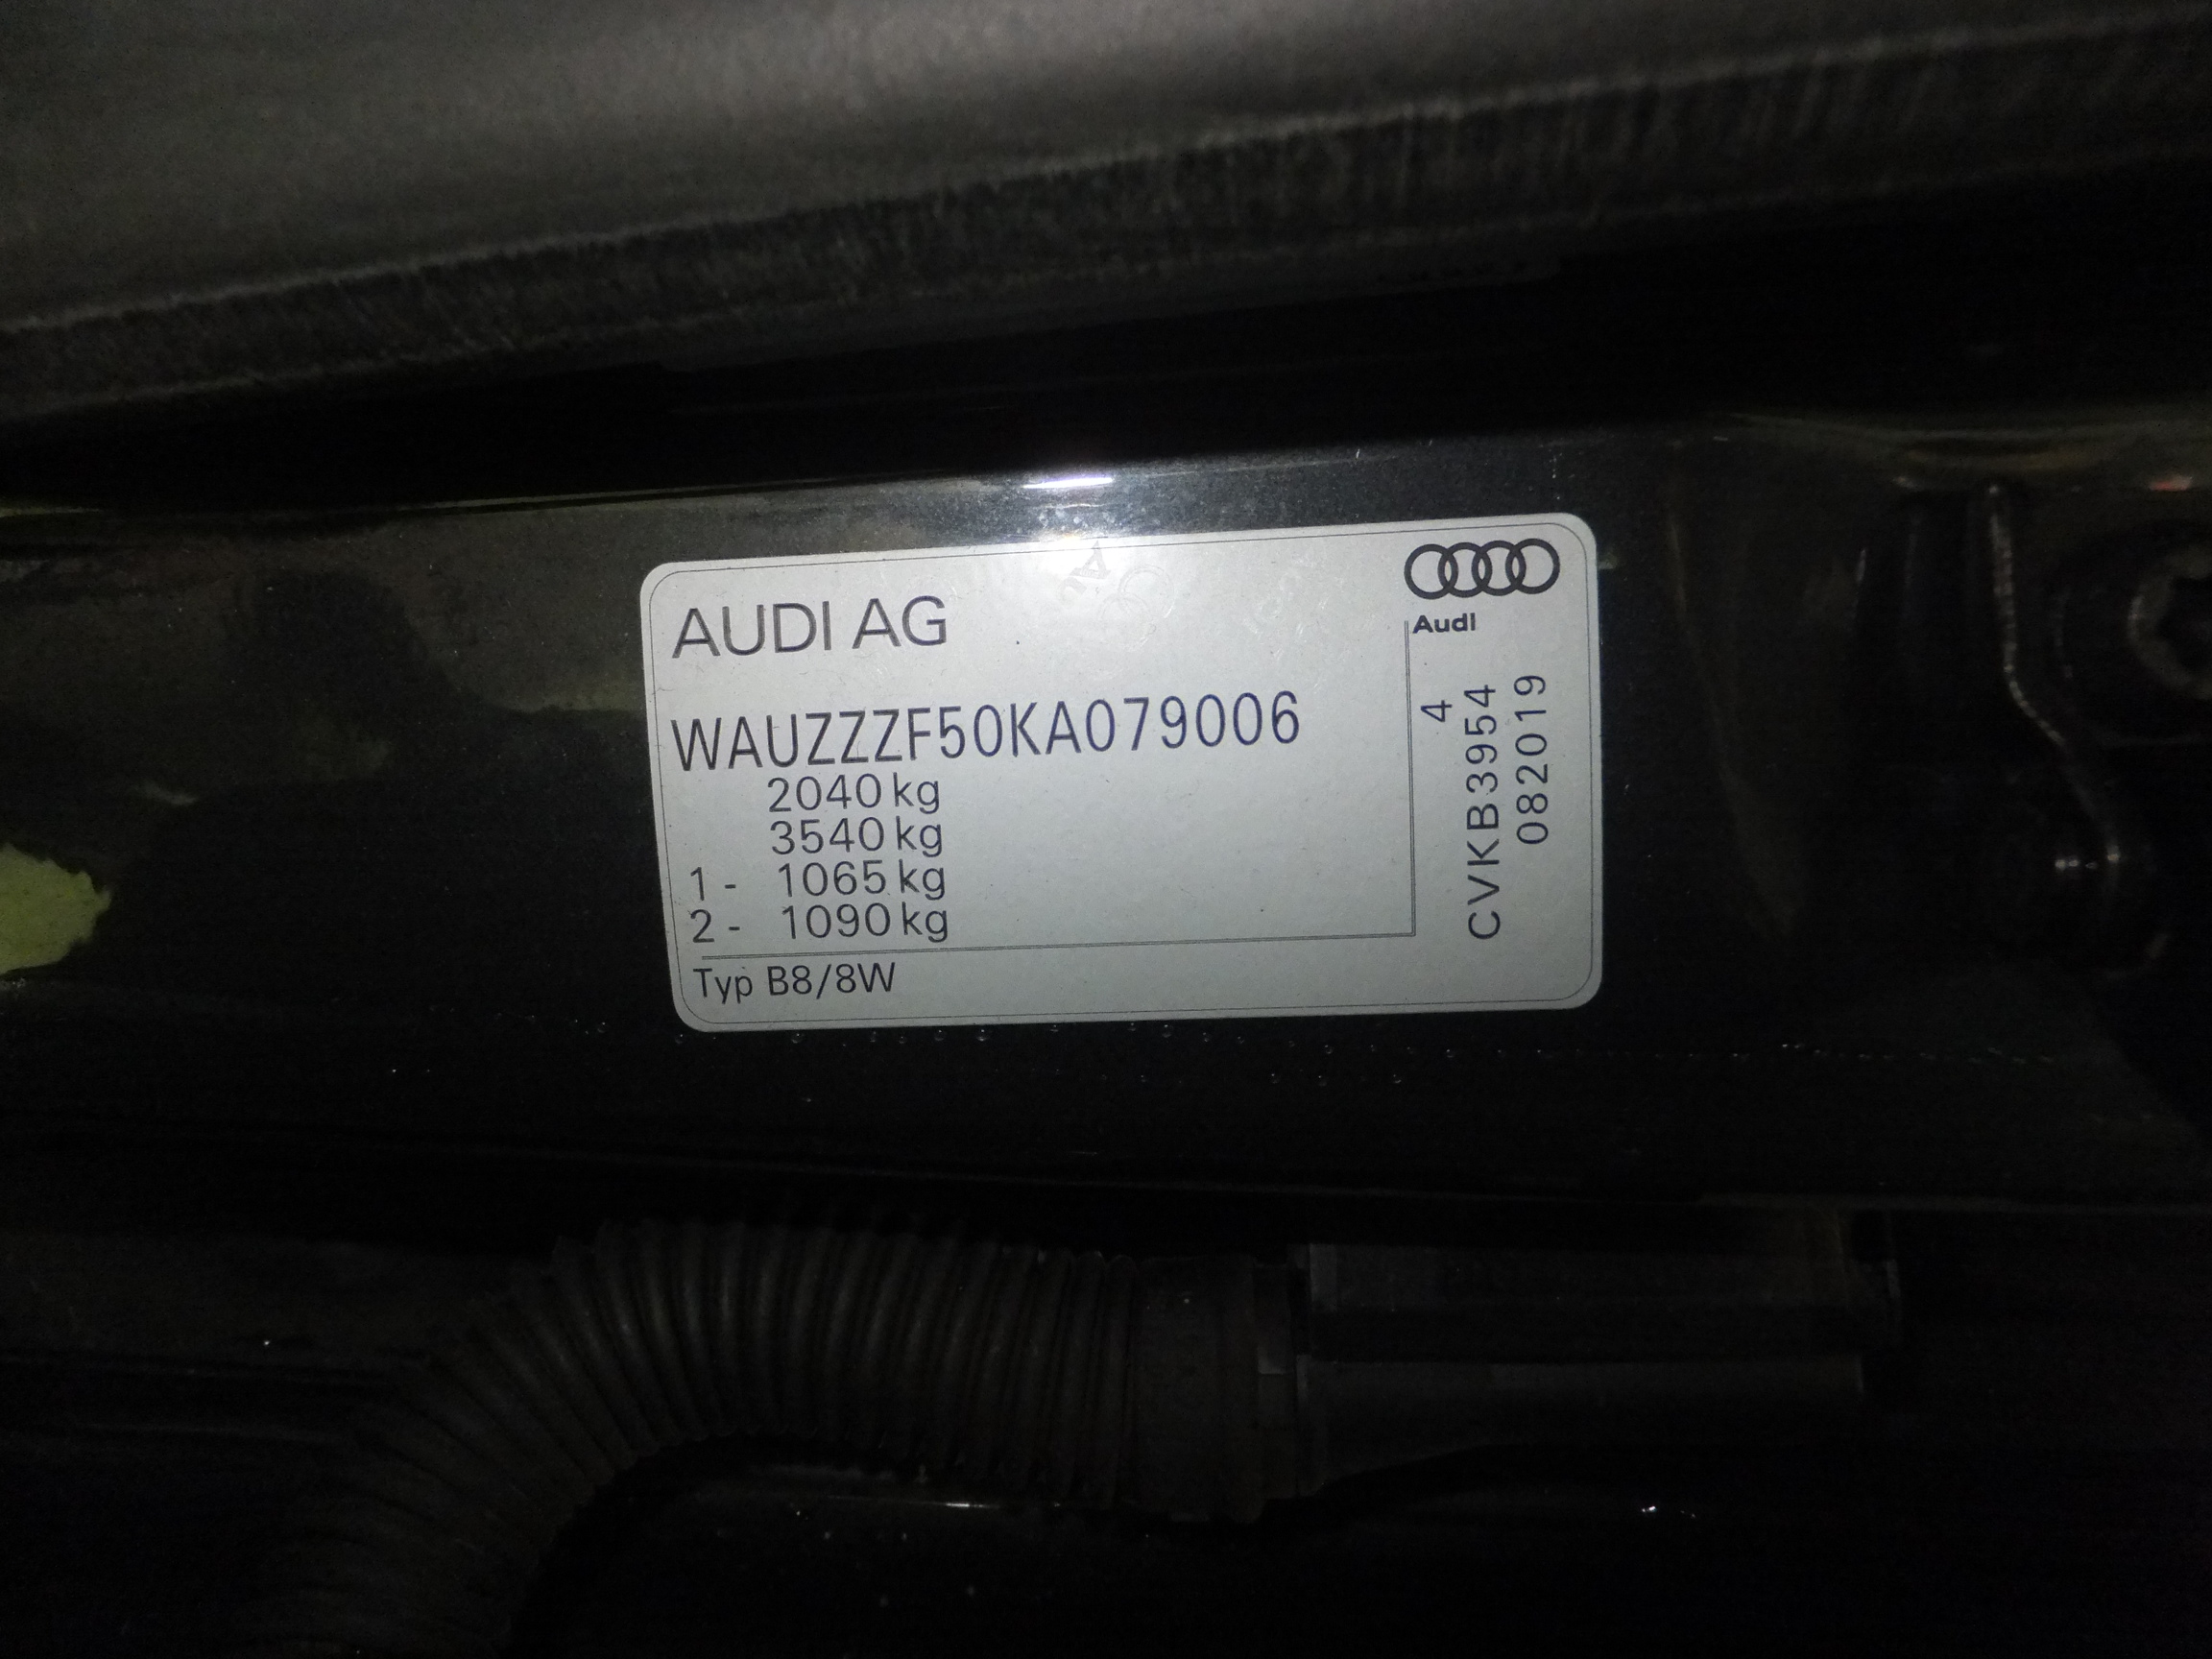 AUDI AG
Audi
WAUZZZF50KA079006
2040 kg
3540 kg
1 - 1065 kg
2 - 1090 kg
Typ B8/8W
4
CVKB3954
082019